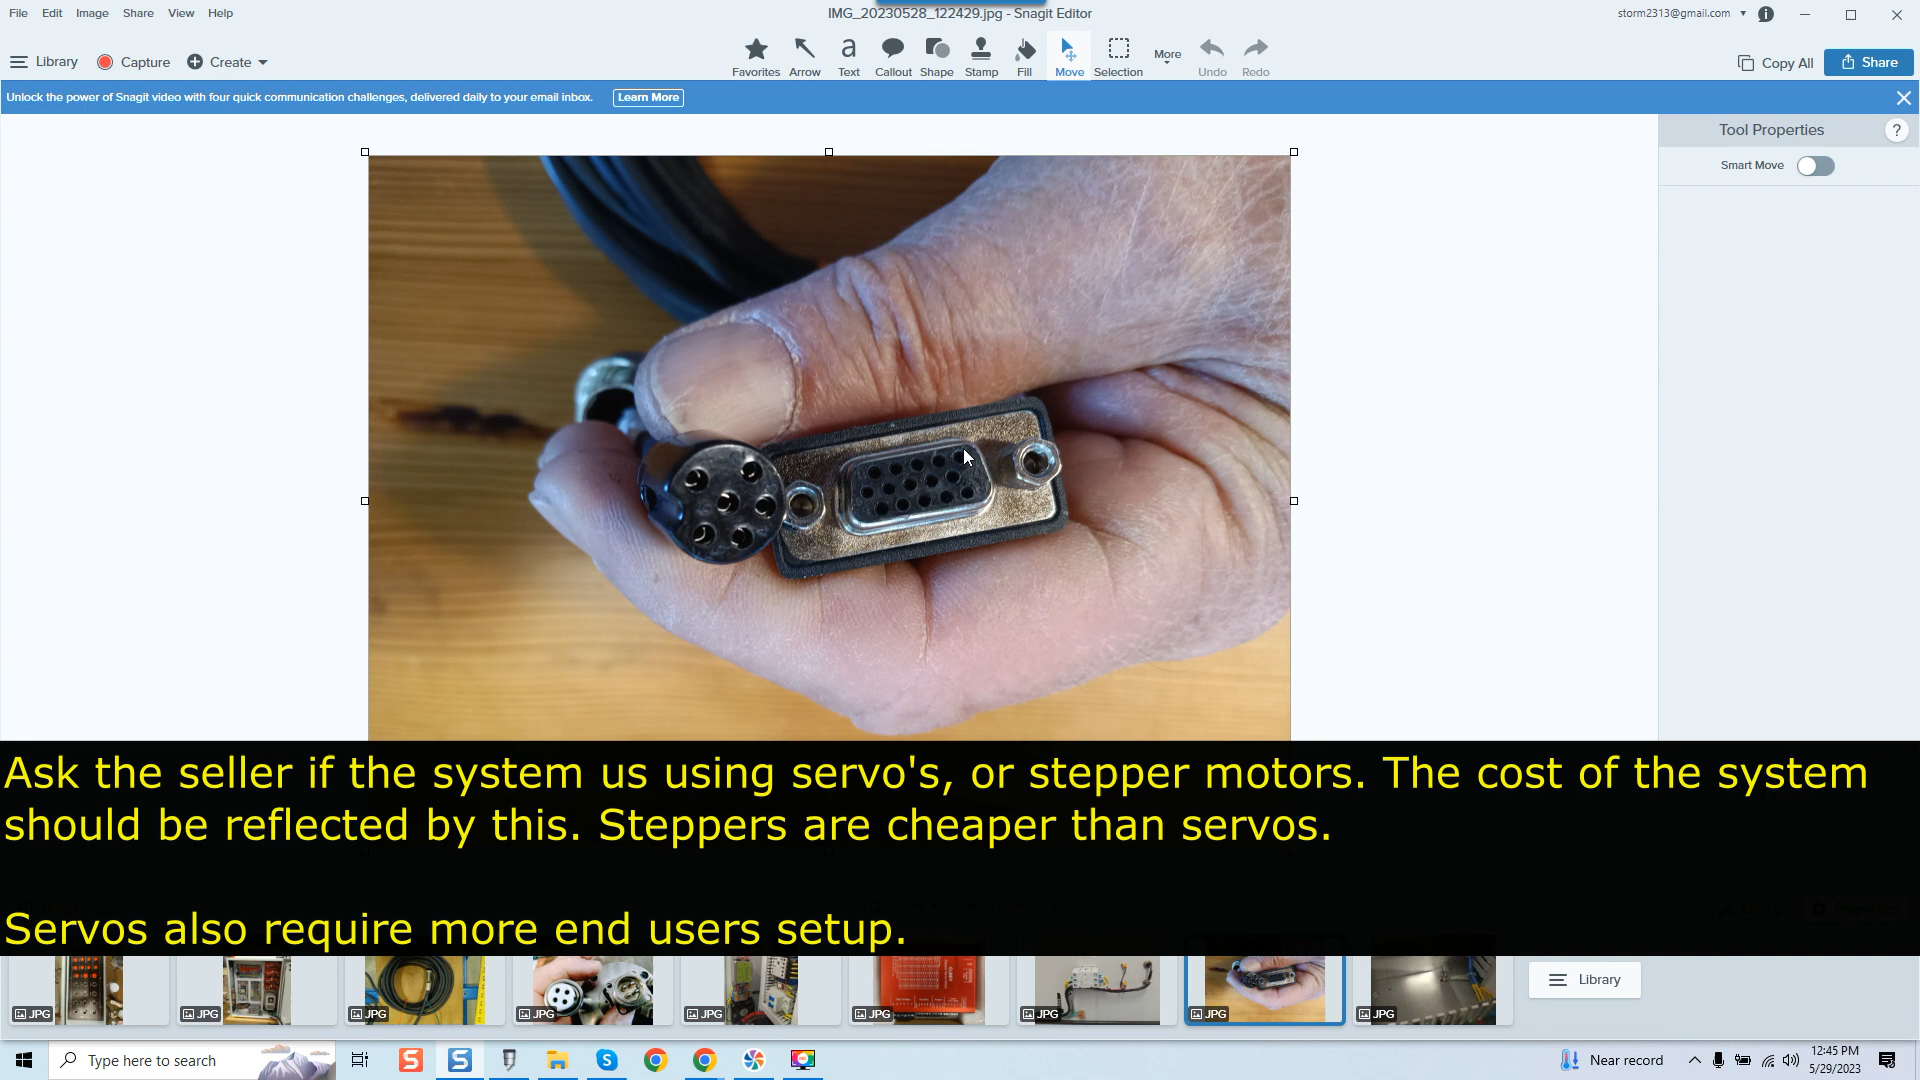 IMG_20230528_122429.jpg - Snagit Editor
File Edit Image Share View Help
storm2313@gmail.com
Library Capture Create
Favorites Arrow Text Callout Shape Stamp Fill Move Selection More Undo Redo
Copy All Share
Unlock the power of Snagit video with four quick communication challenges, delivered daily to your email inbox. Learn More
Tool Properties ?
Smart Move
Ask the seller if the system us using servo's, or stepper motors. The cost of the system
should be reflected by this. Steppers are cheaper than servos.
Servos also require more end users setup.
JPG JPG JPG JPG JPG JPG JPG JPG JPG
Library
Type here to search
Near record
12:45 PM
5/29/2023